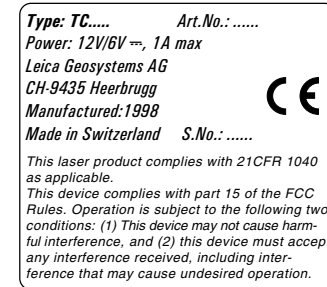 Type: TC..... Art.No.: ......
Power: 12V/6V ⎓, 1A max
Leica Geosystems AG
CH-9435 Heerbrugg
Manufactured:1998
Made in Switzerland S.No.: ......
CE
This laser product complies with 21CFR 1040
as applicable.
This device complies with part 15 of the FCC
Rules. Operation is subject to the following two
conditions: (1) This device may not cause harm-
ful interference, and (2) this device must accept
any interference received, including inter-
ference that may cause undesired operation.